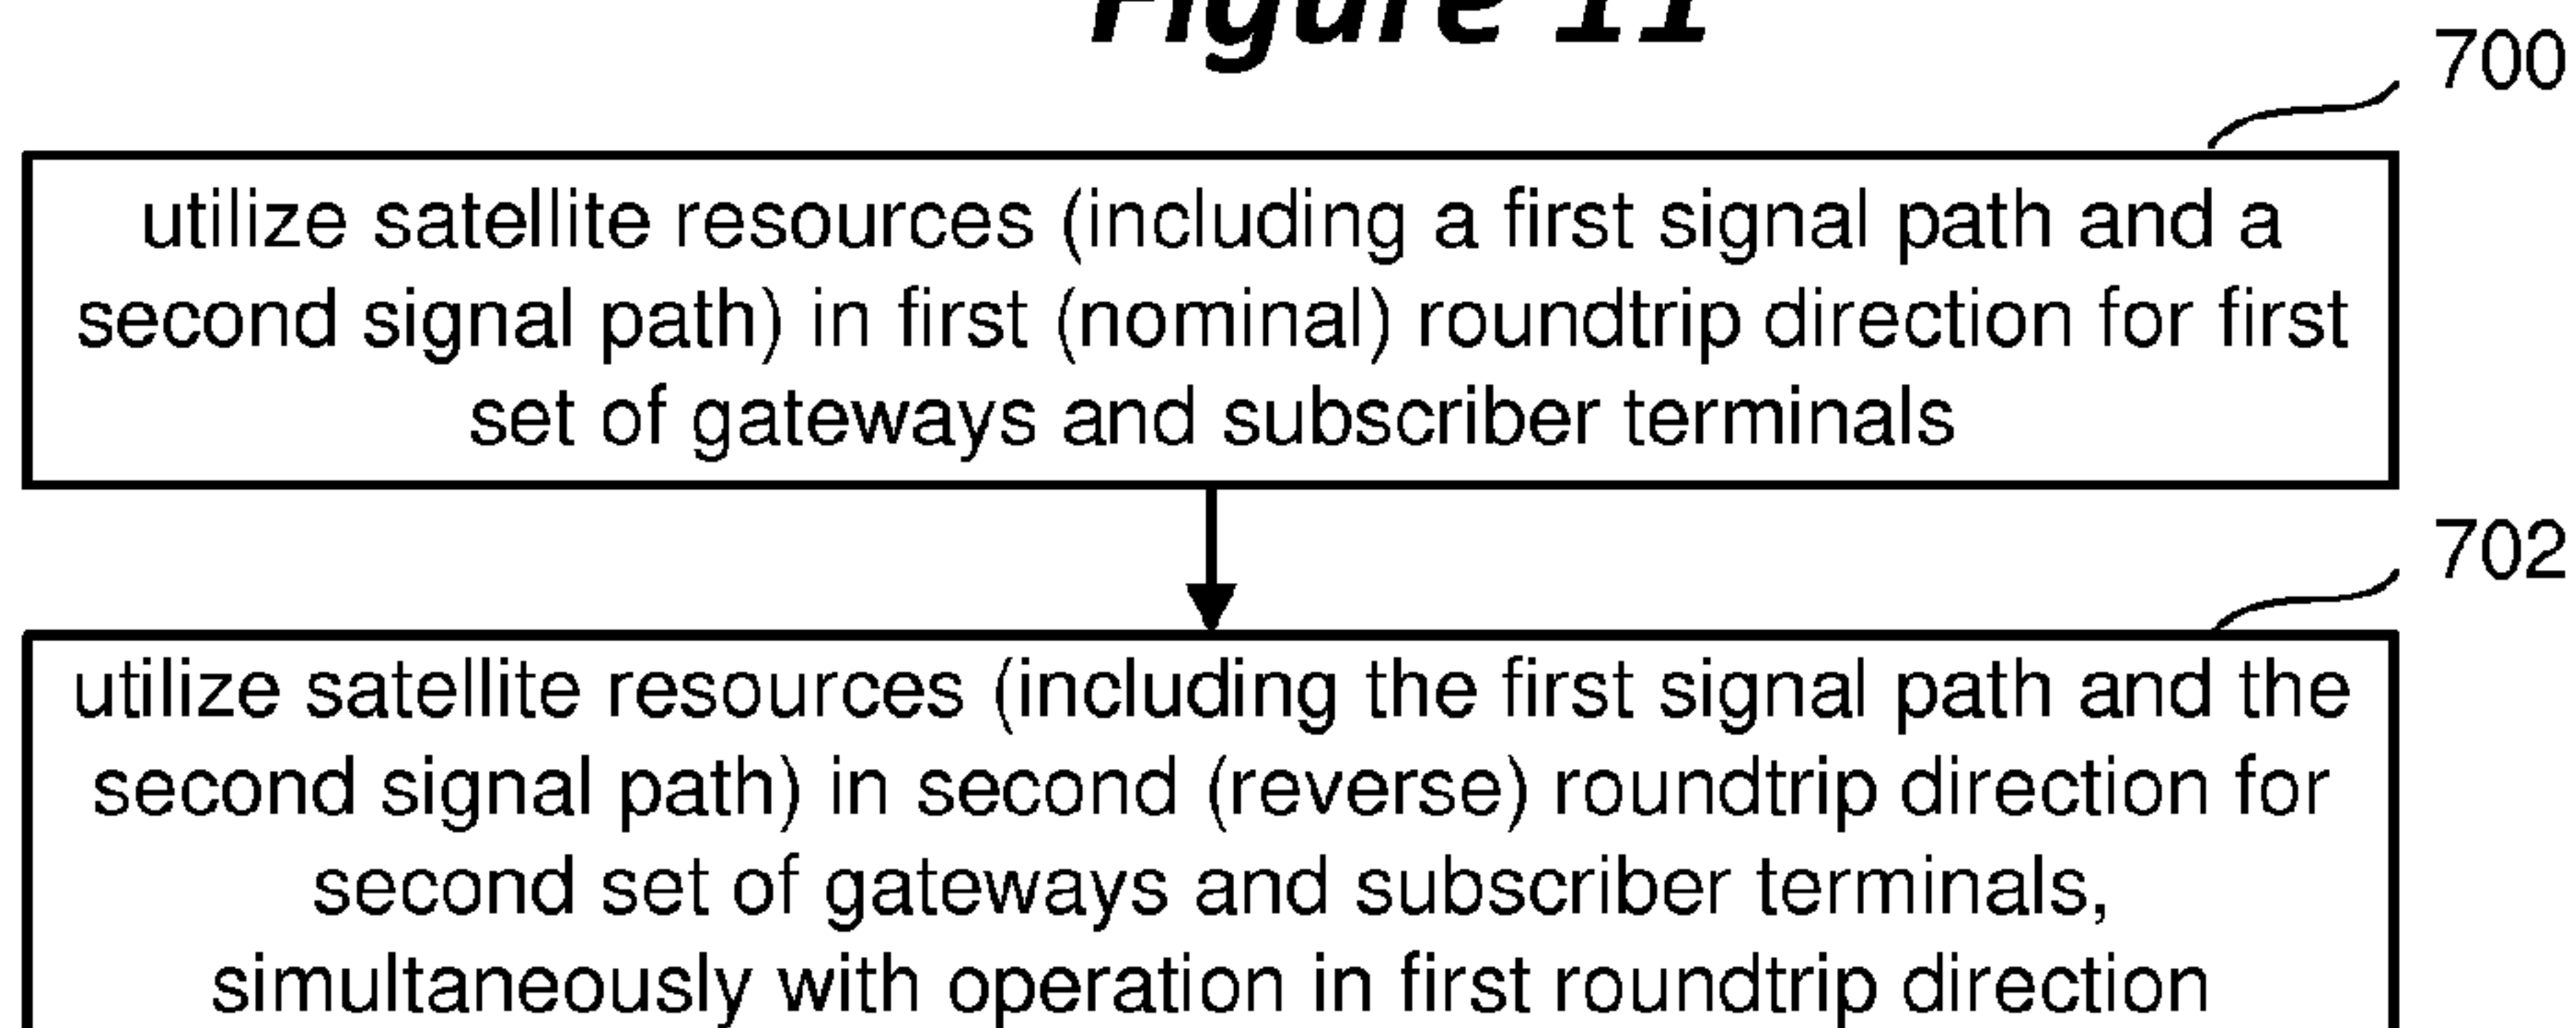 Figure 11
700
utilize satellite resources (including a first signal path and a
second signal path) in first (nominal) roundtrip direction for first
set of gateways and subscriber terminals
702
utilize satellite resources (including the first signal path and the
second signal path) in second (reverse) roundtrip direction for
second set of gateways and subscriber terminals,
simultaneously with operation in first roundtrip direction